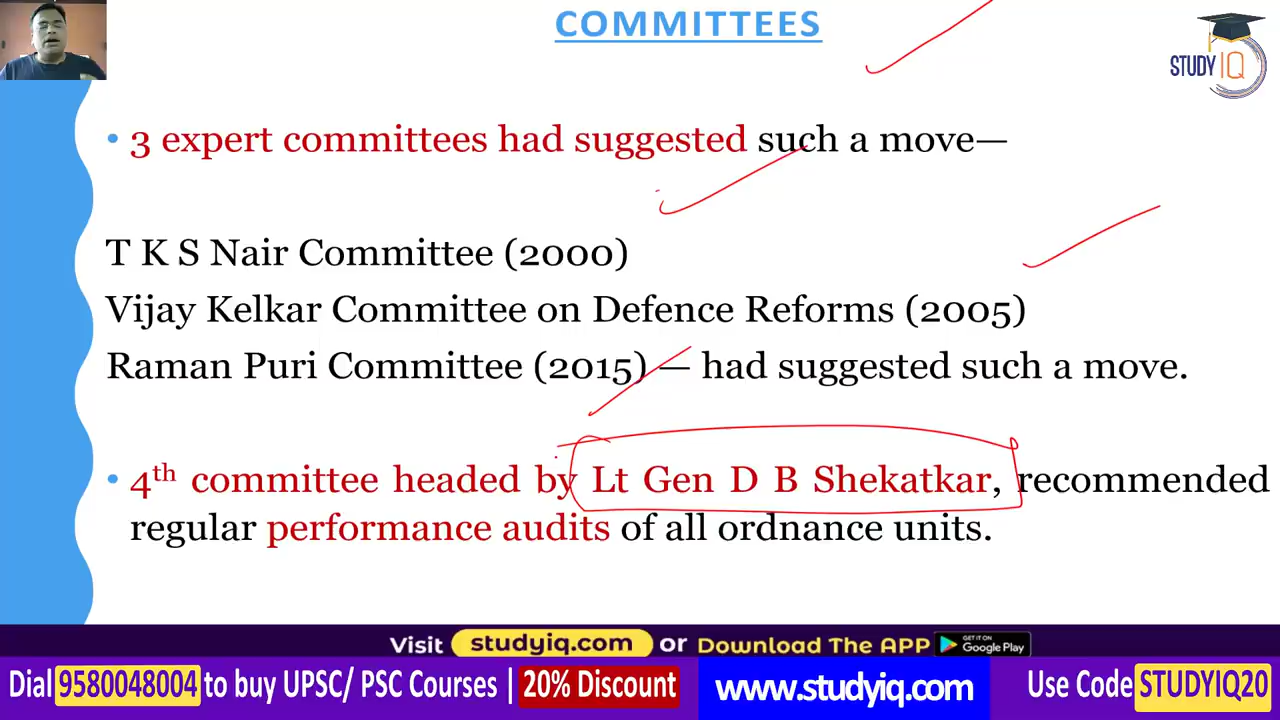 COMMITTEES
STUDY IQ
• 3 expert committees had suggested such a move—
T K S Nair Committee (2000)
Vijay Kelkar Committee on Defence Reforms (2005)
Raman Puri Committee (2015) — had suggested such a move.
• 4th committee headed by Lt Gen D B Shekatkar, recommended
regular performance audits of all ordnance units.
Visit studyiq.com or Download The APP GET IT ON Google Play
Dial 9580048004 to buy UPSC/ PSC Courses | 20% Discount www.studyiq.com Use Code STUDYIQ20